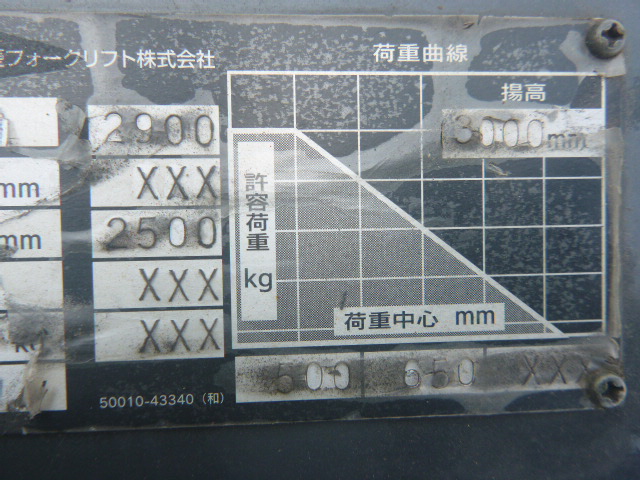 フォークリフト株式会社
荷重曲線
揚高
3000mm
2900
mm XXX
mm 2500
XXX
XXX
許容荷重
kg
荷重中心 mm
500 650 XXX
50010-43340 (和)